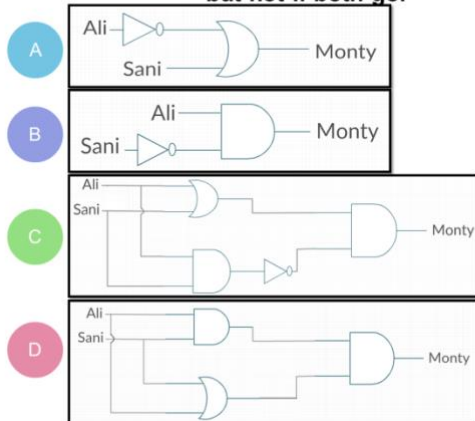 but not if both go.
A
Ali
Sani
Monty
B
Ali
Sani
Monty
C
Ali
Sani
Monty
D
Ali
Sani
Monty